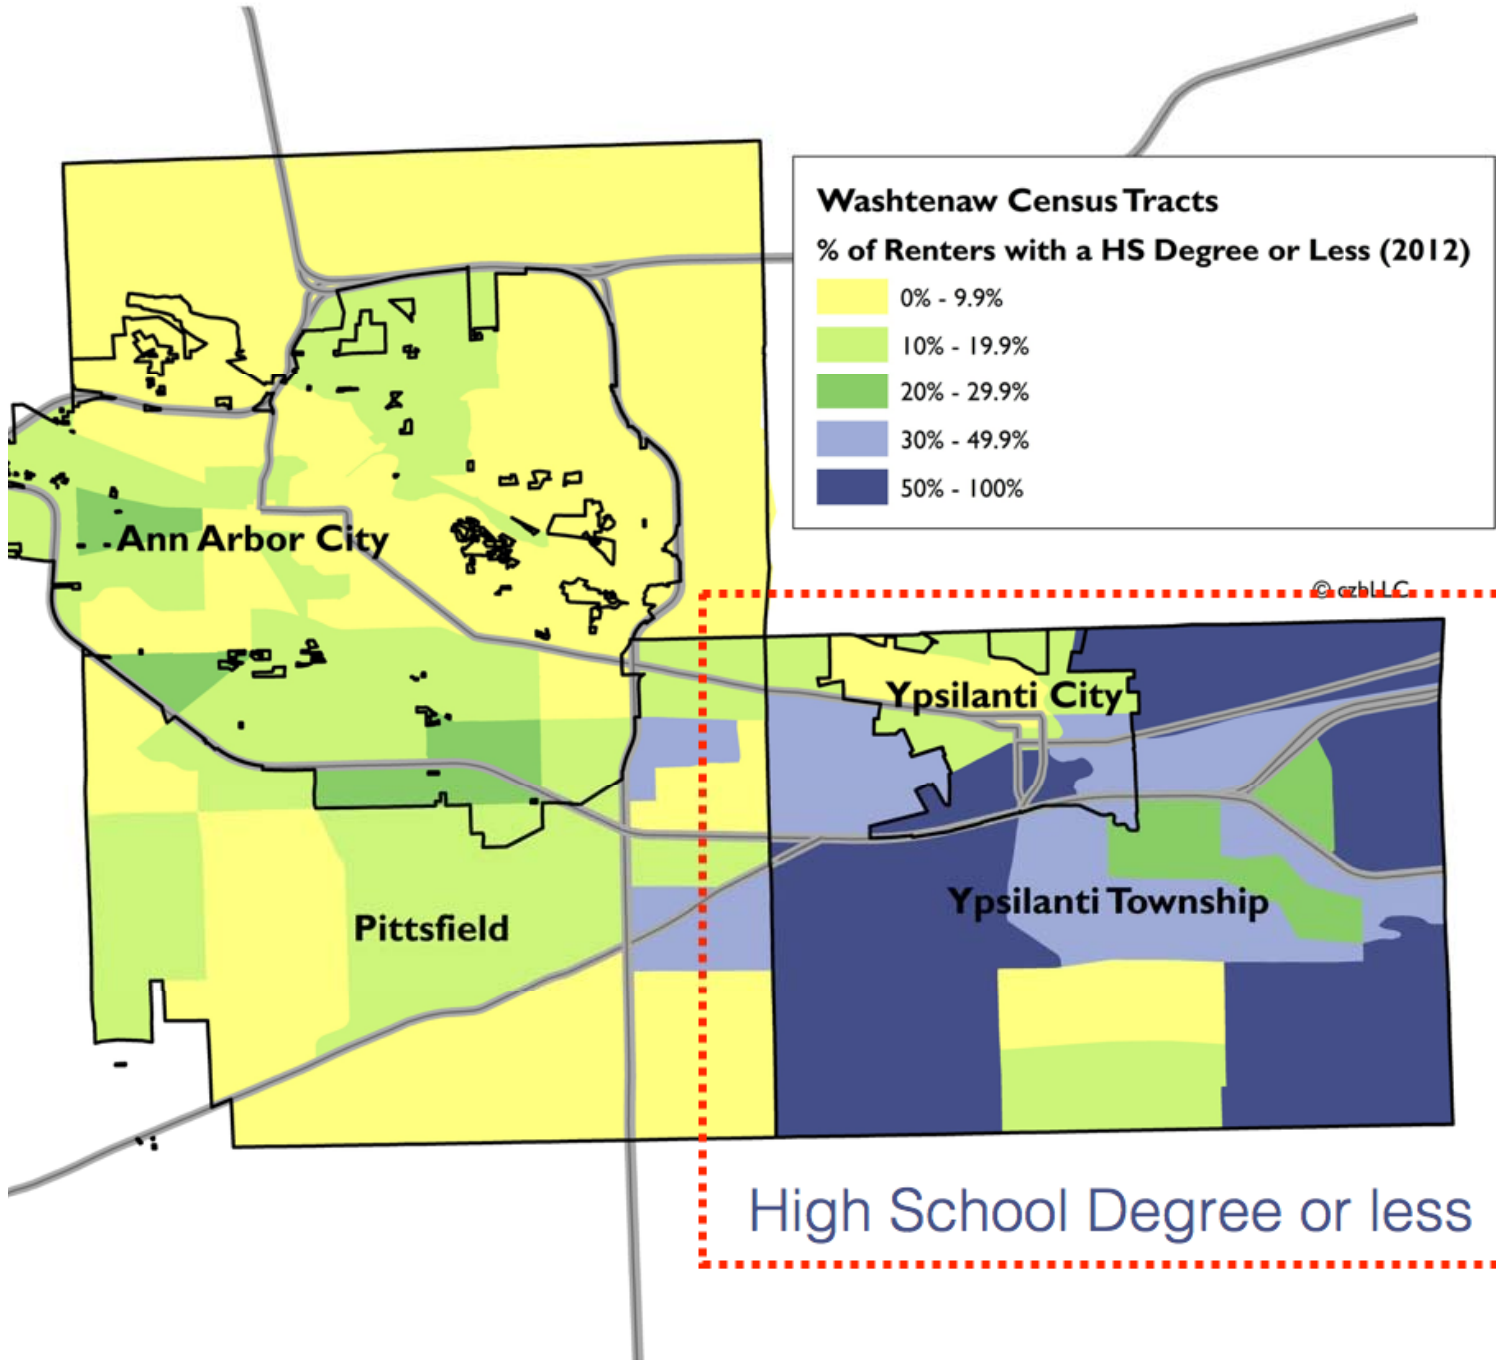 Washtenaw Census Tracts
% of Renters with a HS Degree or Less (2012)
0% - 9.9%
10% - 19.9%
20% - 29.9%
30% - 49.9%
50% - 100%
© czbLLC
Ann Arbor City
Ypsilanti City
Ypsilanti Township
Pittsfield
High School Degree or less